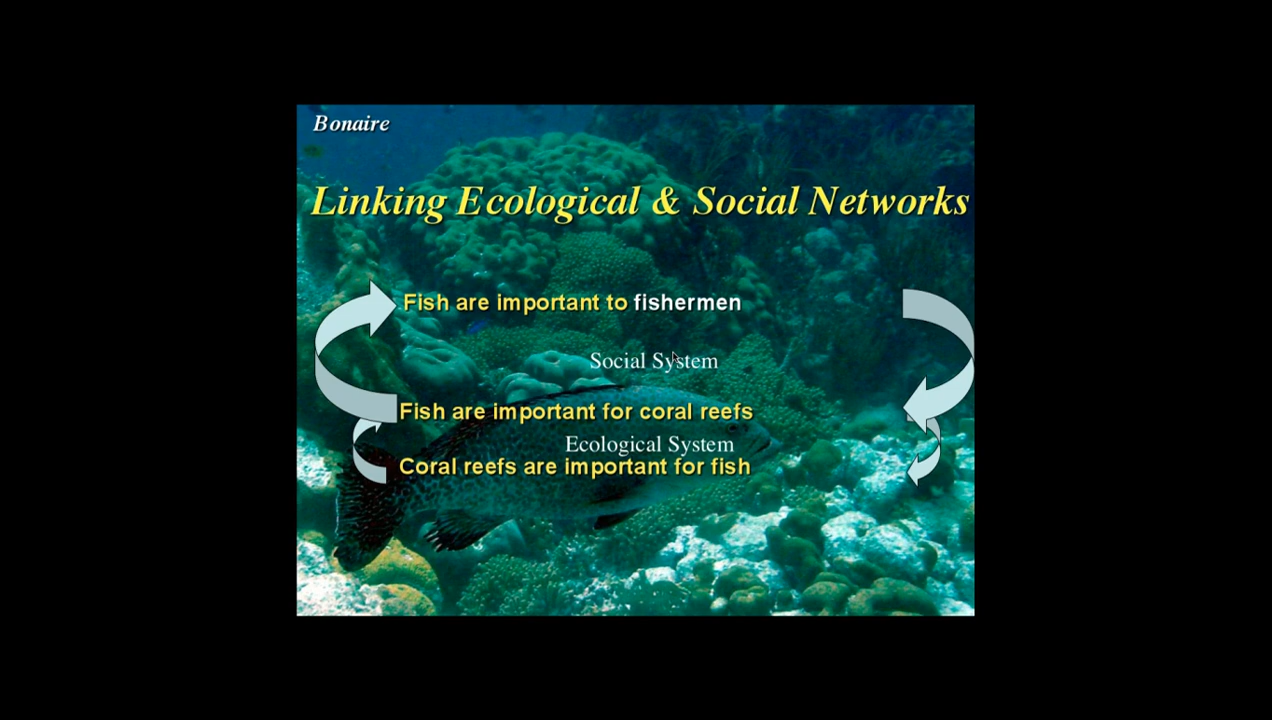 Bonaire
Linking Ecological & Social Networks
Fish are important to fishermen
Social System
Fish are important for coral reefs
Ecological System
Coral reefs are important for fish